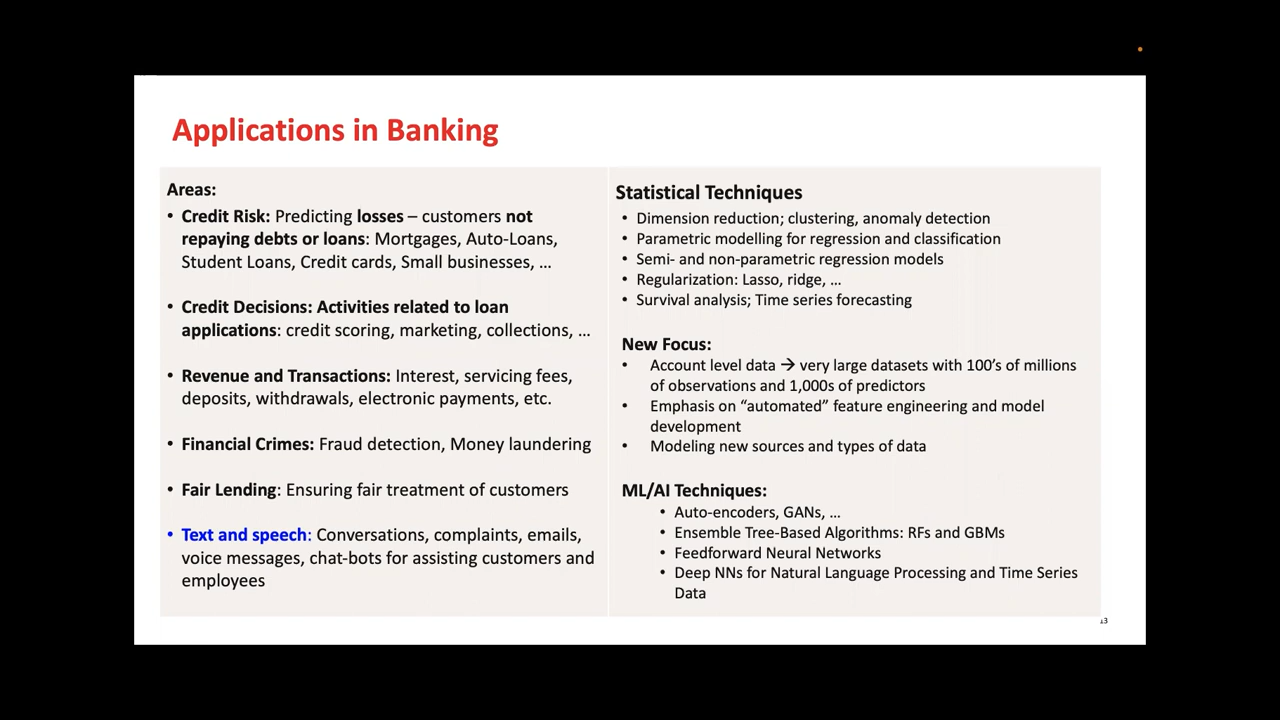 Applications in Banking
Areas:
• Credit Risk: Predicting losses – customers not
repaying debts or loans: Mortgages, Auto-Loans,
Student Loans, Credit cards, Small businesses, …
• Credit Decisions: Activities related to loan
applications: credit scoring, marketing, collections, …
• Revenue and Transactions: Interest, servicing fees,
deposits, withdrawals, electronic payments, etc.
• Financial Crimes: Fraud detection, Money laundering
• Fair Lending: Ensuring fair treatment of customers
• Text and speech: Conversations, complaints, emails,
voice messages, chat-bots for assisting customers and
employees
Statistical Techniques
• Dimension reduction; clustering, anomaly detection
• Parametric modelling for regression and classification
• Semi- and non-parametric regression models
• Regularization: Lasso, ridge, …
• Survival analysis; Time series forecasting
New Focus:
• Account level data → very large datasets with 100’s of millions
of observations and 1,000s of predictors
• Emphasis on “automated” feature engineering and model
development
• Modeling new sources and types of data
ML/AI Techniques:
• Auto-encoders, GANs, …
• Ensemble Tree-Based Algorithms: RFs and GBMs
• Feedforward Neural Networks
• Deep NNs for Natural Language Processing and Time Series
Data
13